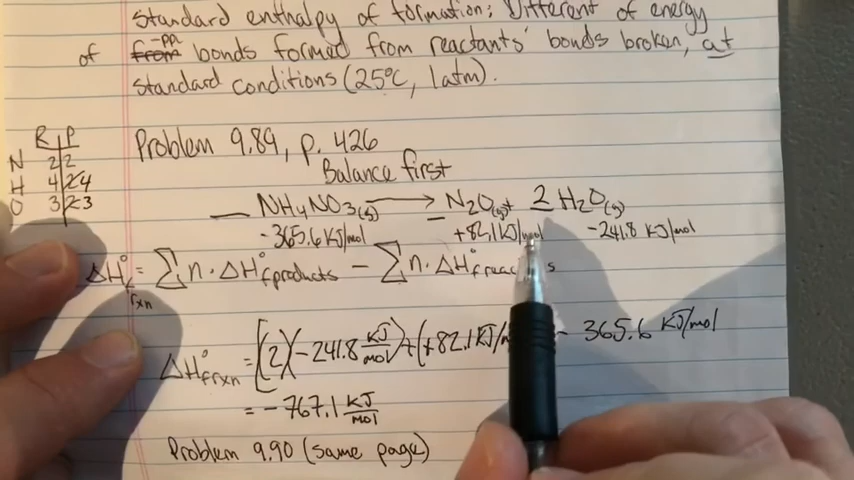 Standard enthalpy of formation: Different of energy
of from -pp bonds formed from reactants' bonds broken, at
standard conditions (25°C, 1atm).
Problem 9.89, p. 426
Balance first
R P
N 2 2
H 4 2 4
O 3 2 3
__ NH4NO3(s) → __ N2O(g) + 2 H2O(g)
-365.6 KJ/mol +82.1 KJ/mol -241.8 KJ/mol
ΔH°f rxn = Σ n · ΔH°f products - Σ n · ΔH°f
ΔH°f rxn = [(2)(-241.8 KJ/mol) + (+82.1 KJ/ - 365.6 KJ/mol
= -767.1 KJ/mol
Problem 9.90 (same page)